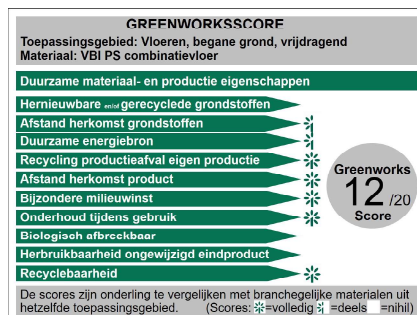 GREENWORKSSCORE
Toepassingsgebied: Vloeren, begane grond, vrijdragend
Materiaal: VBI PS combinatievloer
Duurzame materiaal- en productie eigenschappen
Hernieuwbare en/of gerecyclede grondstoffen
Afstand herkomst grondstoffen
Duurzame energiebron
Recycling productieafval eigen productie
Afstand herkomst product
Bijzondere milieuwinst
Onderhoud tijdens gebruik
Biologisch afbreekbaar
Herbruikbaarheid ongewijzigd eindproduct
Recyclebaarheid
Greenworks
12 /20
Score
De scores zijn onderling te vergelijken met branchegelijke materialen uit
hetzelfde toepassingsgebied. (Scores: =volledig =deels =nihil)